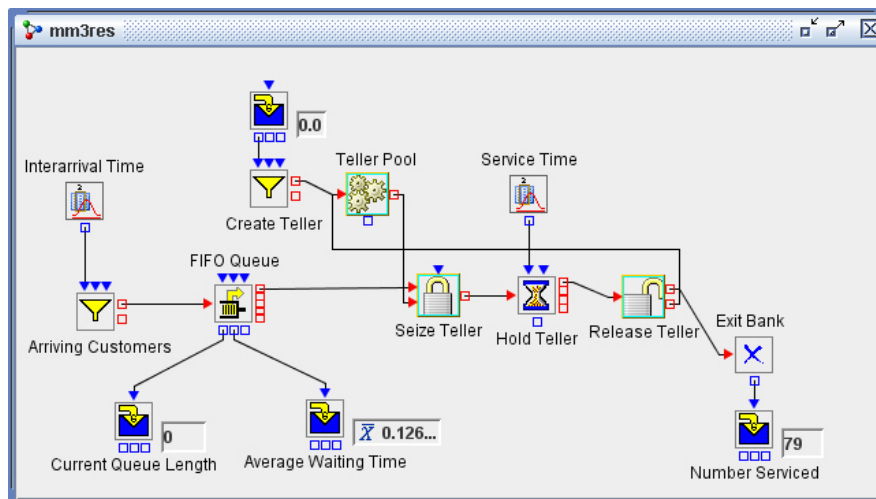 mm3res
0.0
Interarrival Time
Teller Pool
Service Time
Create Teller
FIFO Queue
Arriving Customers
Seize Teller
Hold Teller
Release Teller
Exit Bank
0
X 0.126...
79
Current Queue Length
Average Waiting Time
Number Serviced